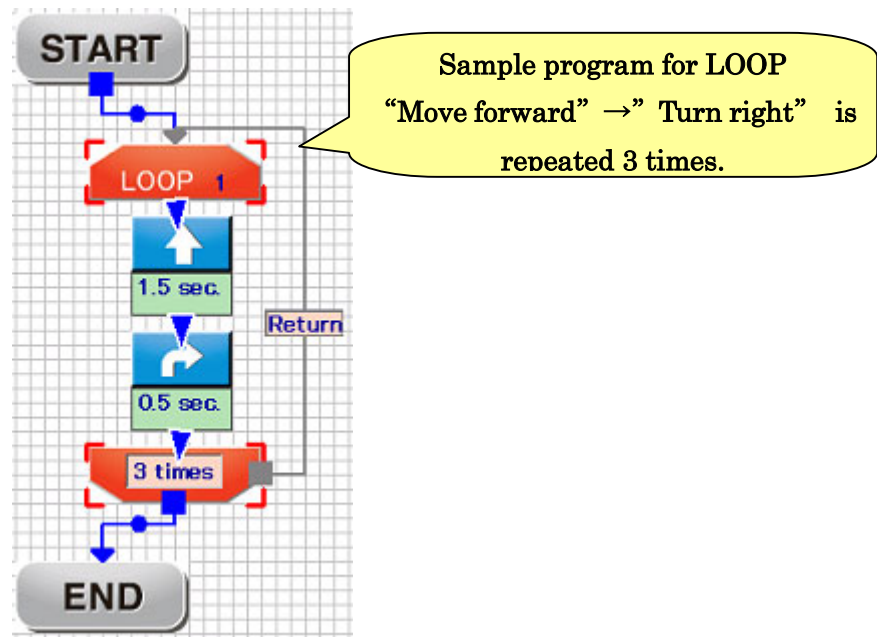 START
Sample program for LOOP
“Move forward” →” Turn right” is
repeated 3 times.
LOOP 1
1.5 sec.
Return
0.5 sec.
3 times
END